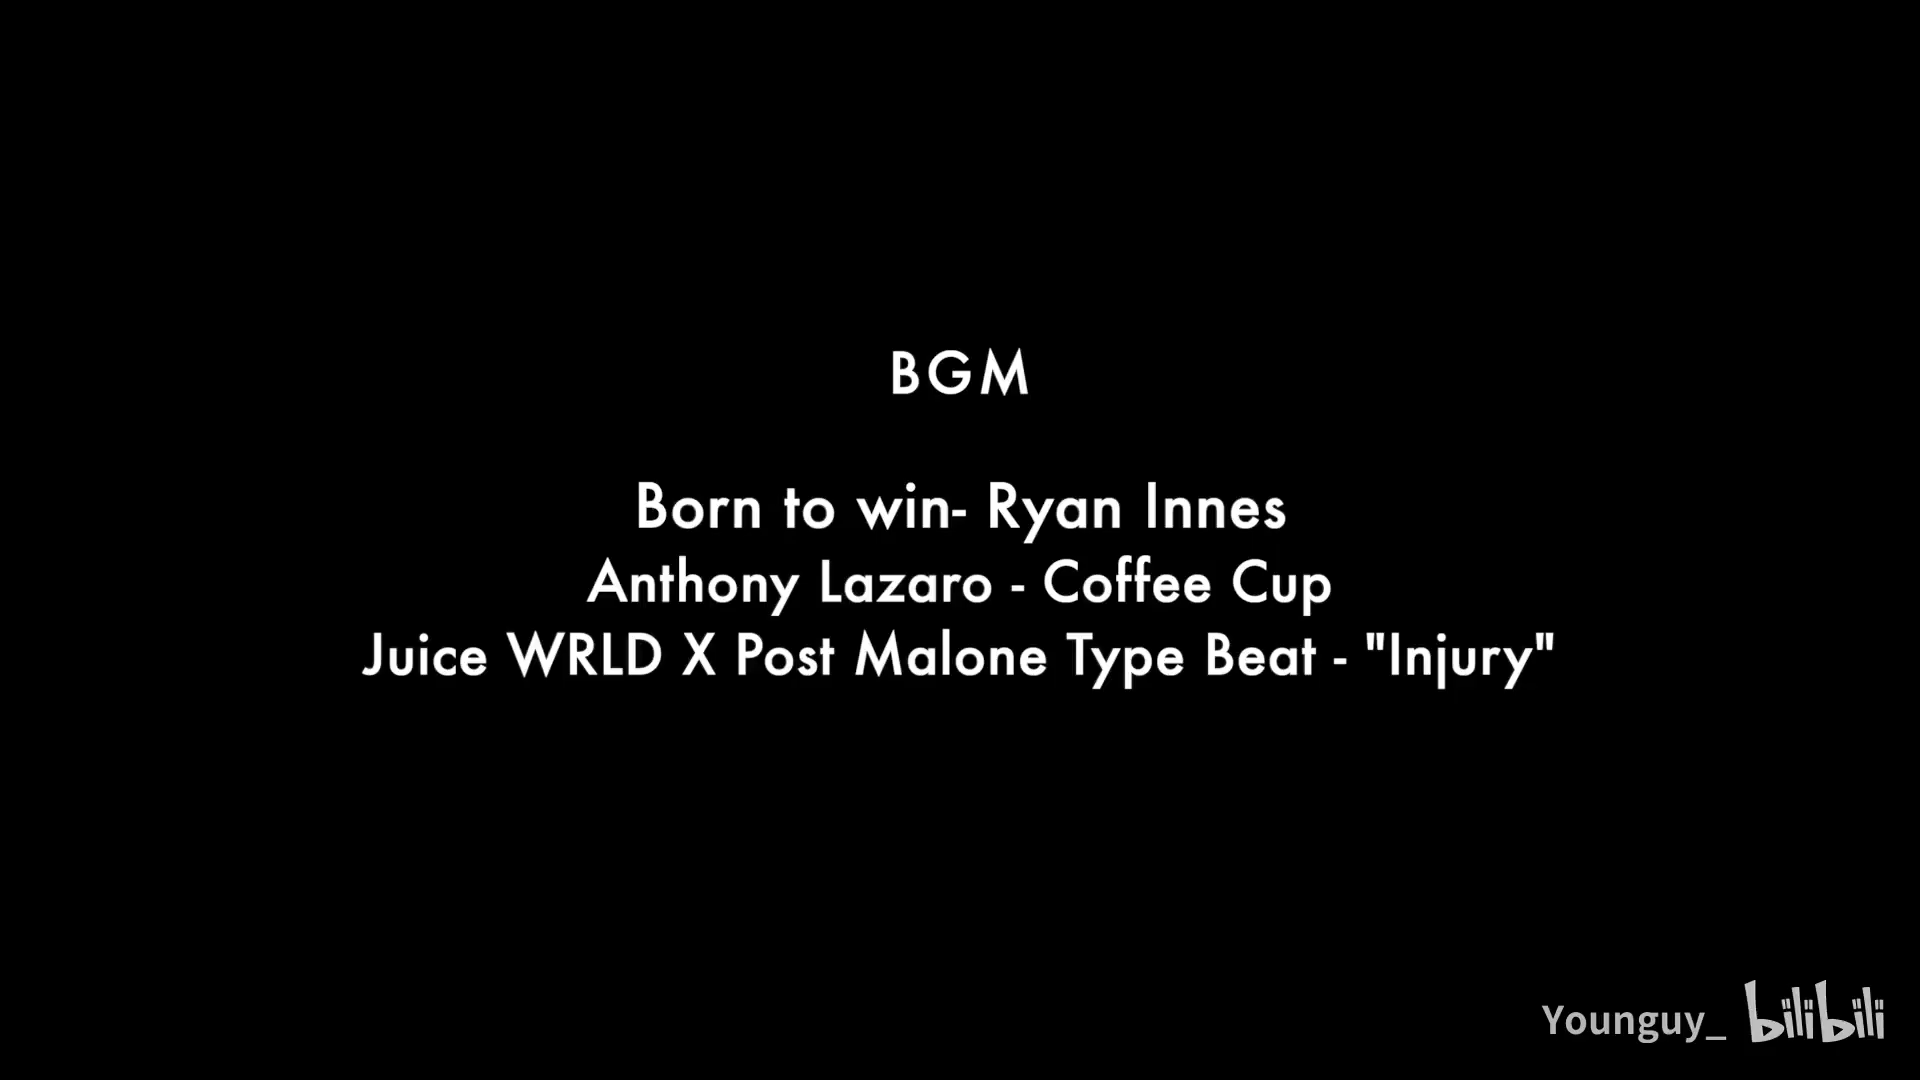 BGM
Born to win- Ryan Innes
Anthony Lazaro - Coffee Cup
Juice WRLD X Post Malone Type Beat - "Injury"
Younguy_ bilibili